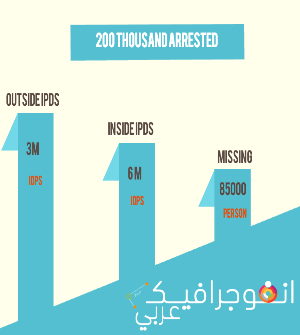 200 THOUSAND ARRESTED
OUTSIDE IPDS
3M
IDPS
INSIDE IPDS
6 M
IDPS
MISSING
85000
PERSON
انفوجرافيك
عربي